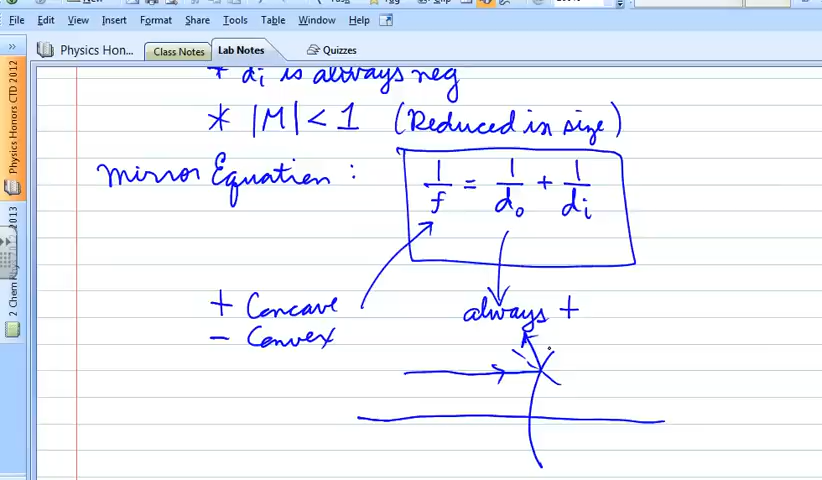 File Edit View Insert Format Share Tools Table Window Help
Physics Hon... Class Notes Lab Notes Quizzes
Physics Honors CTD 2012
di is always neg
* |M| < 1 (Reduced in size)
Mirror Equation : 1/f = 1/do + 1/di
+ Concave always +
- Convex